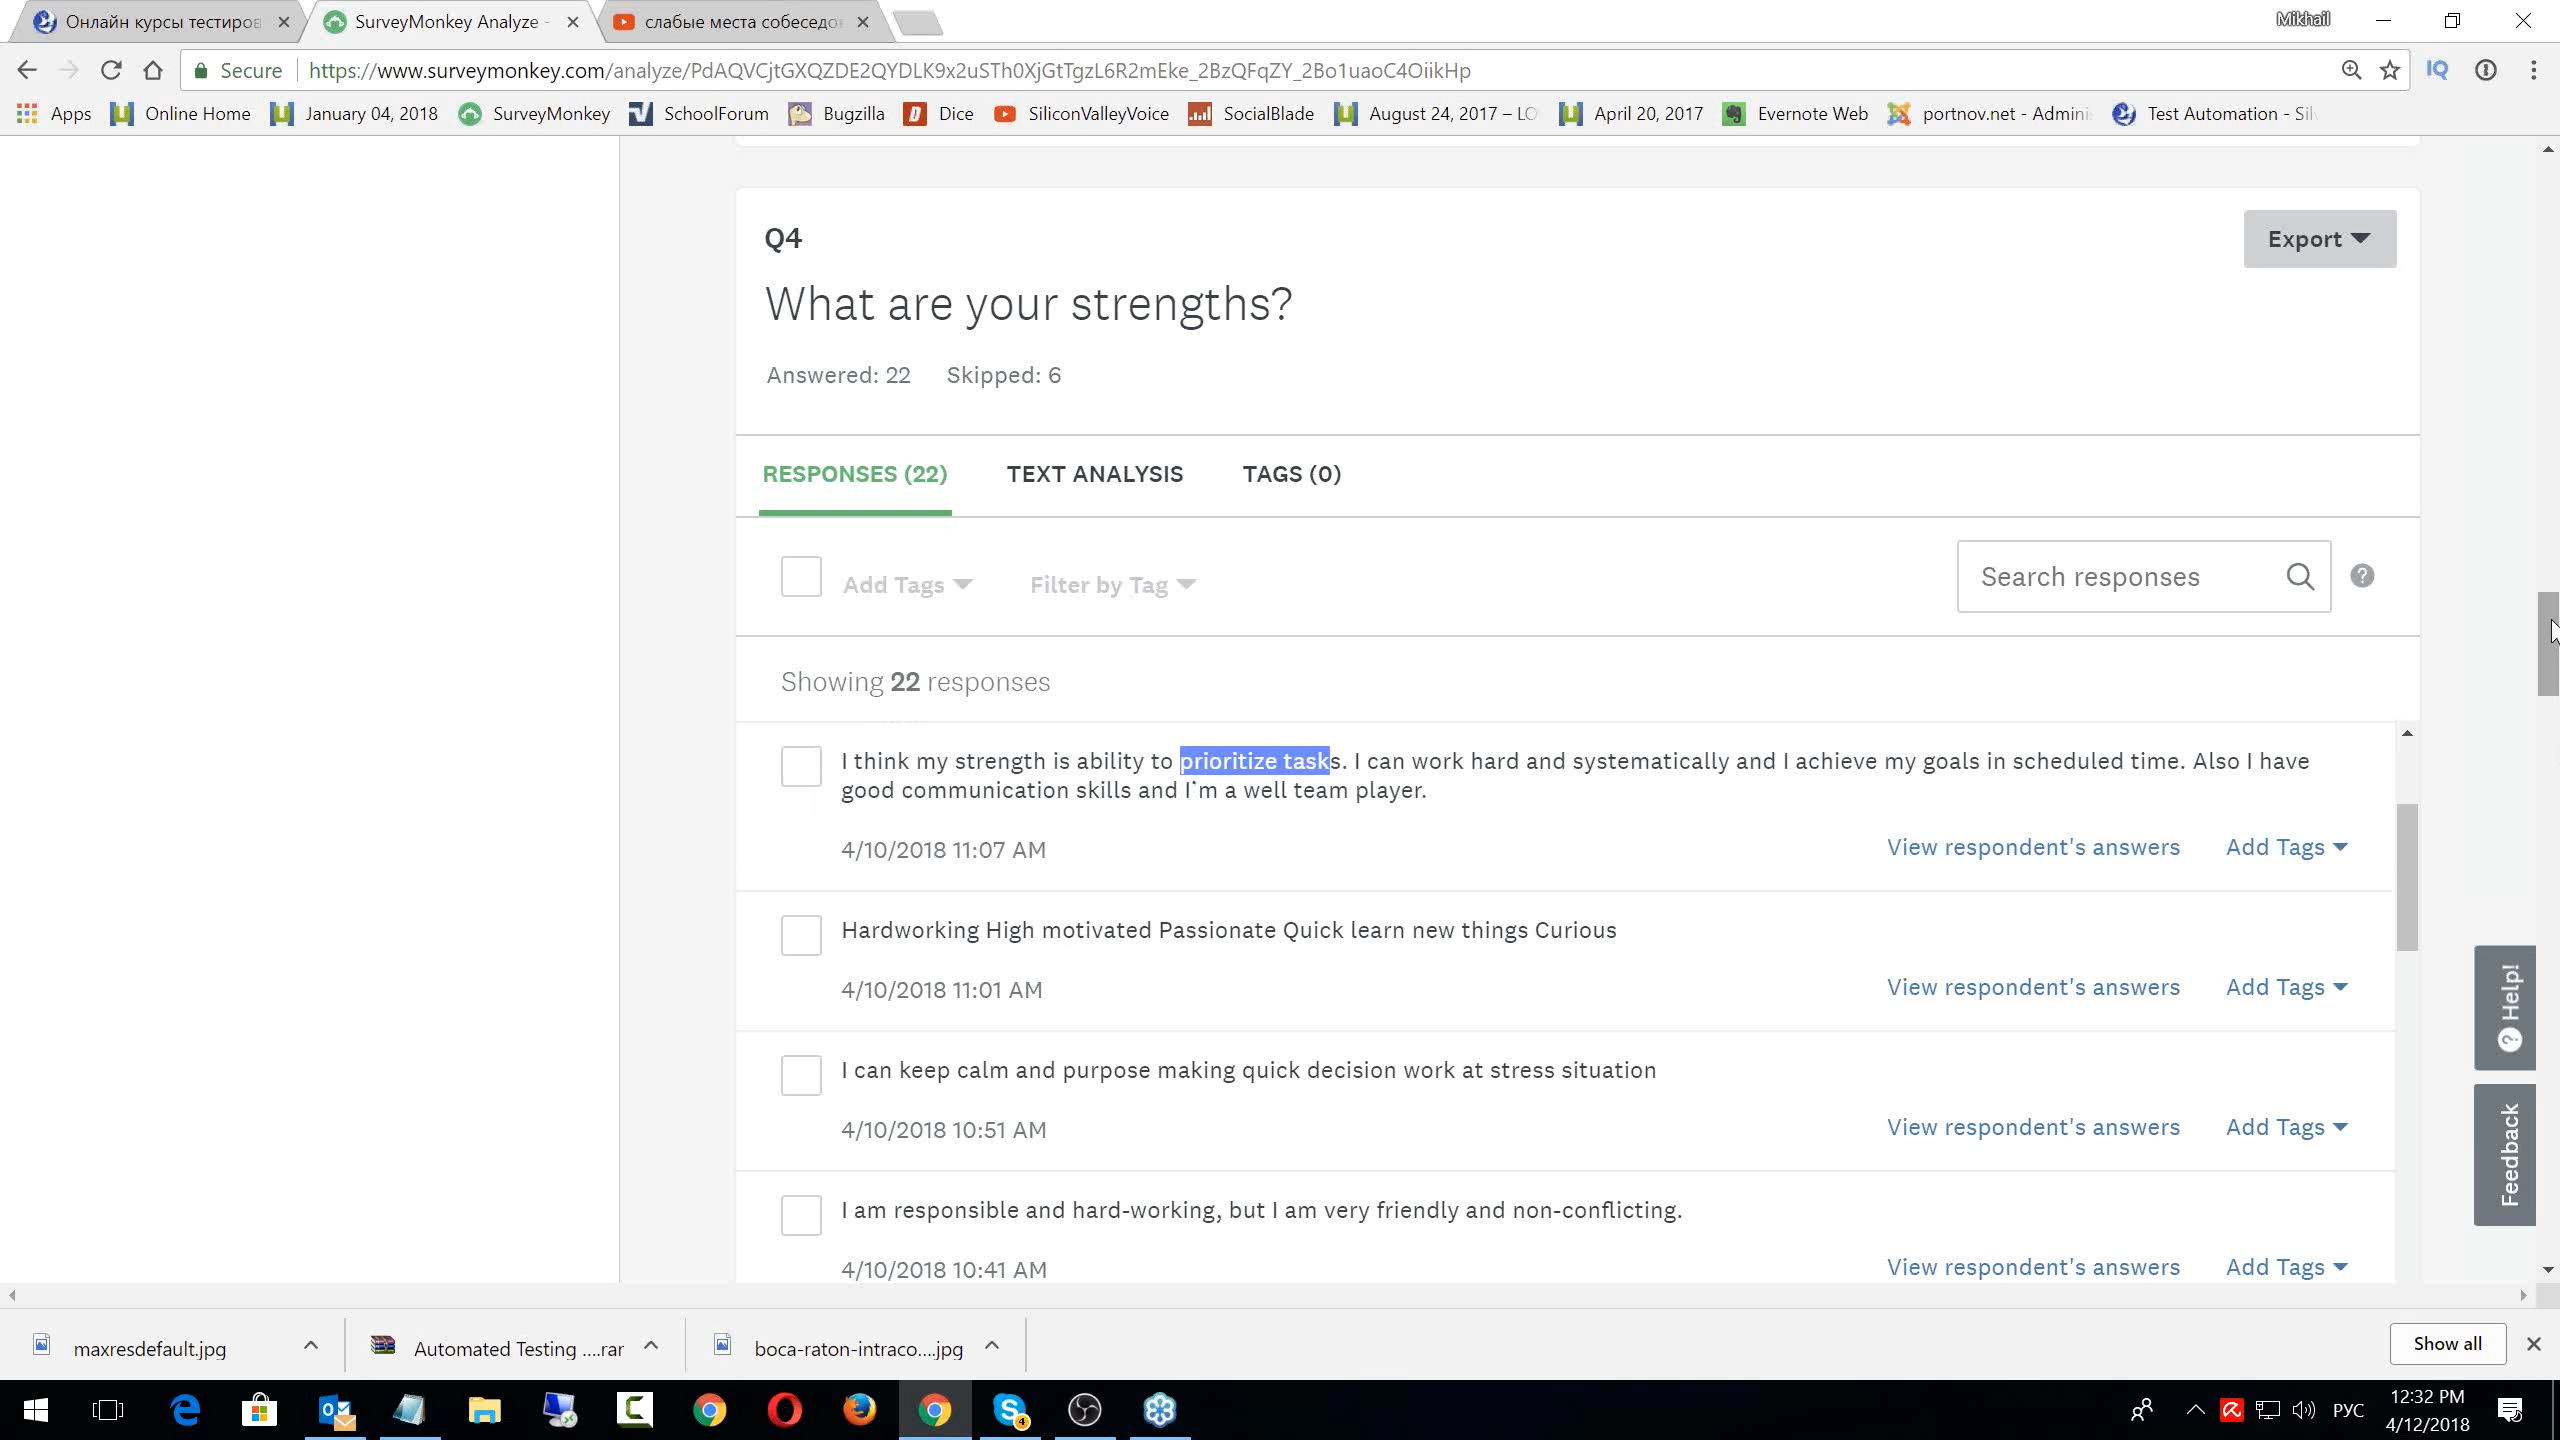 Онлайн курсы тестиров
SurveyMonkey Analyze -
слабые места собеседо
Mikhail
Secure
https://www.surveymonkey.com/analyze/PdAQVCjtGXQZDE2QYDLK9x2uSTh0XjGtTgzL6R2mEke_2BzQFqZY_2Bo1uaoC4OiikHp
Apps
Online Home
January 04, 2018
SurveyMonkey
SchoolForum
Bugzilla
Dice
SiliconValleyVoice
SocialBlade
August 24, 2017 – LO
April 20, 2017
Evernote Web
portnov.net - Admini
Test Automation - Sil
Q4
Export
What are your strengths?
Answered: 22 Skipped: 6
RESPONSES (22) TEXT ANALYSIS TAGS (0)
Add Tags Filter by Tag
Search responses
Showing 22 responses
I think my strength is ability to prioritize tasks. I can work hard and systematically and I achieve my goals in scheduled time. Also I have
good communication skills and I`m a well team player.
4/10/2018 11:07 AM
View respondent's answers Add Tags
Hardworking High motivated Passionate Quick learn new things Curious
4/10/2018 11:01 AM
View respondent's answers Add Tags
I can keep calm and purpose making quick decision work at stress situation
4/10/2018 10:51 AM
View respondent's answers Add Tags
I am responsible and hard-working, but I am very friendly and non-conflicting.
4/10/2018 10:41 AM
View respondent's answers Add Tags
Help!
Feedback
maxresdefault.jpg
Automated Testing ....rar
boca-raton-intraco....jpg
Show all
4
РУС
12:32 PM
4/12/2018